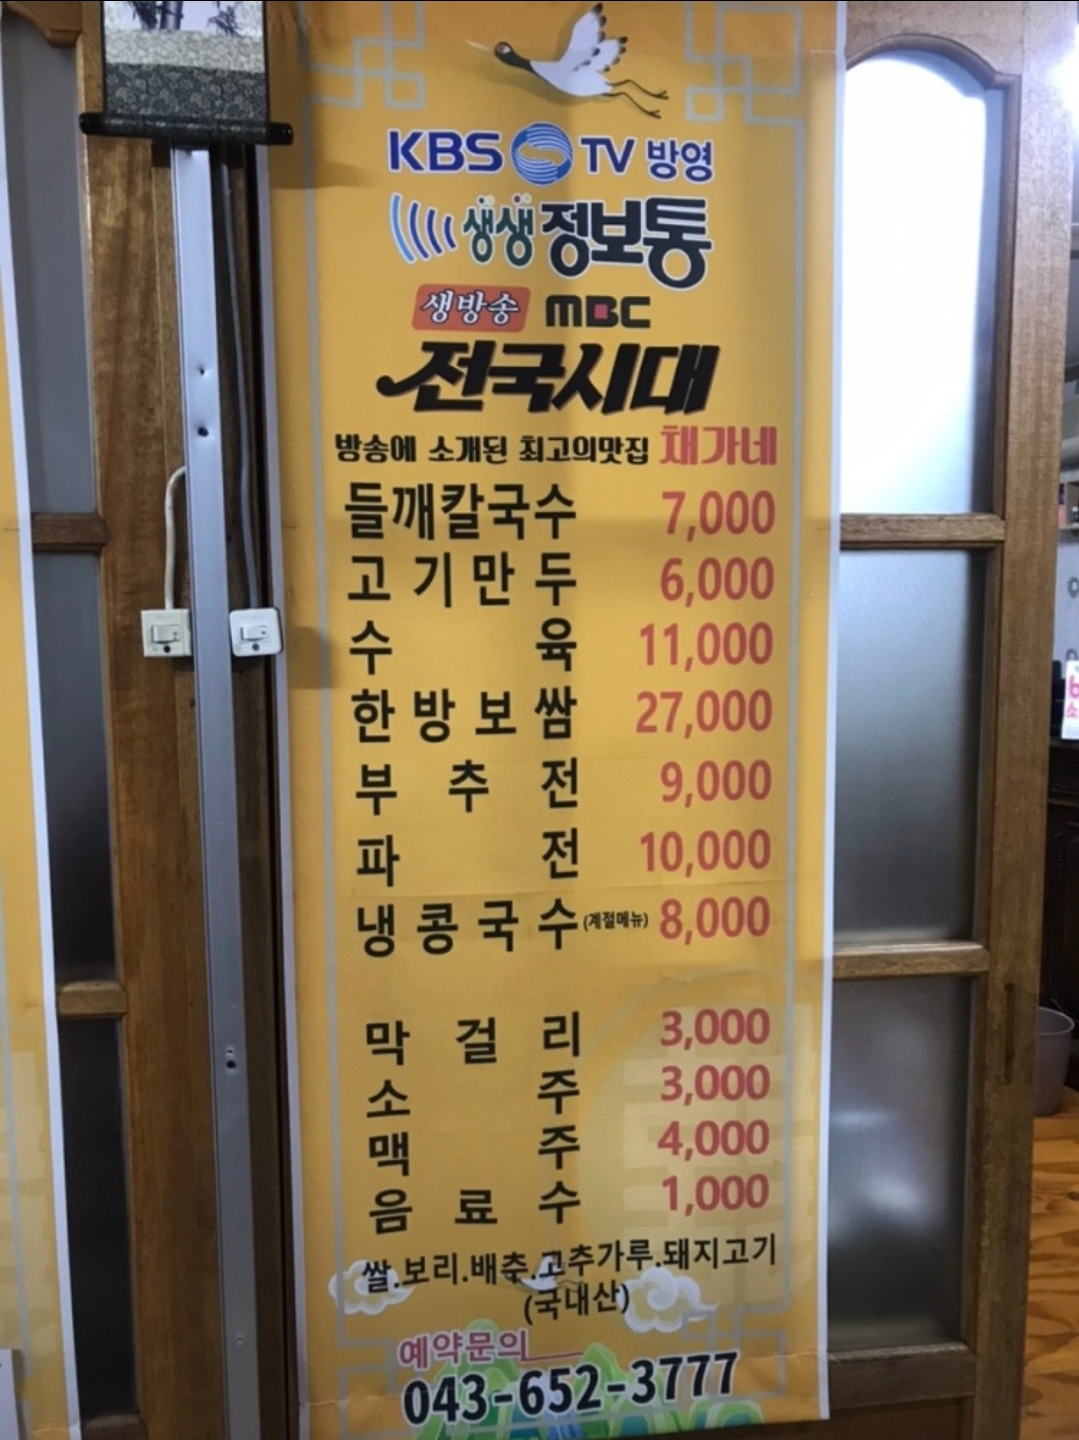 KBS TV 방영
생생 정보통
생방송 MBC
전국시대
방송에 소개된 최고의맛집 채가네
들깨칼국수 7,000
고기만두 6,000
수육 11,000
한방보쌈 27,000
부추전 9,000
파전 10,000
냉콩국수(계절메뉴) 8,000
막걸리 3,000
소주 3,000
맥주 4,000
음료수 1,000
쌀.보리.배추.고추가루.돼지고기
(국내산)
예약문의
043-652-3777